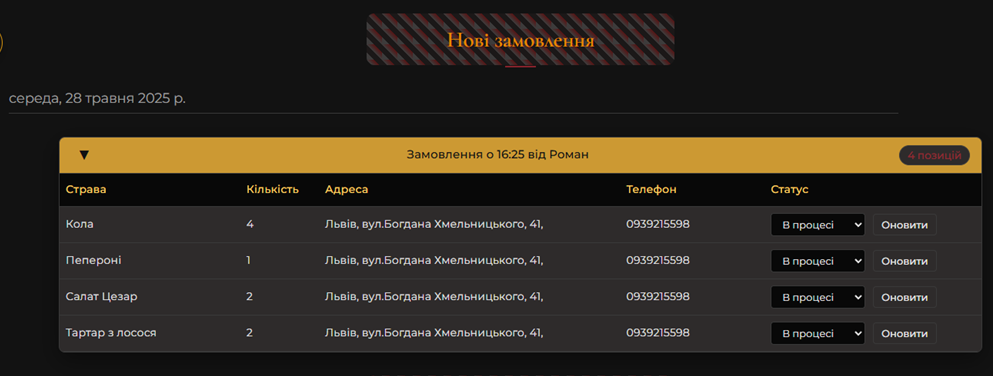 Нові замовлення
середа, 28 травня 2025 р.
▼ Замовлення о 16:25 від Роман 4 позицій
Страва Кількість Адреса Телефон Статус
Кола 4 Львів, вул.Богдана Хмельницького, 41, 0939215598 В процесі Оновити
Пепероні 1 Львів, вул.Богдана Хмельницького, 41, 0939215598 В процесі Оновити
Салат Цезар 2 Львів, вул.Богдана Хмельницького, 41, 0939215598 В процесі Оновити
Тартар з лосося 2 Львів, вул.Богдана Хмельницького, 41, 0939215598 В процесі Оновити